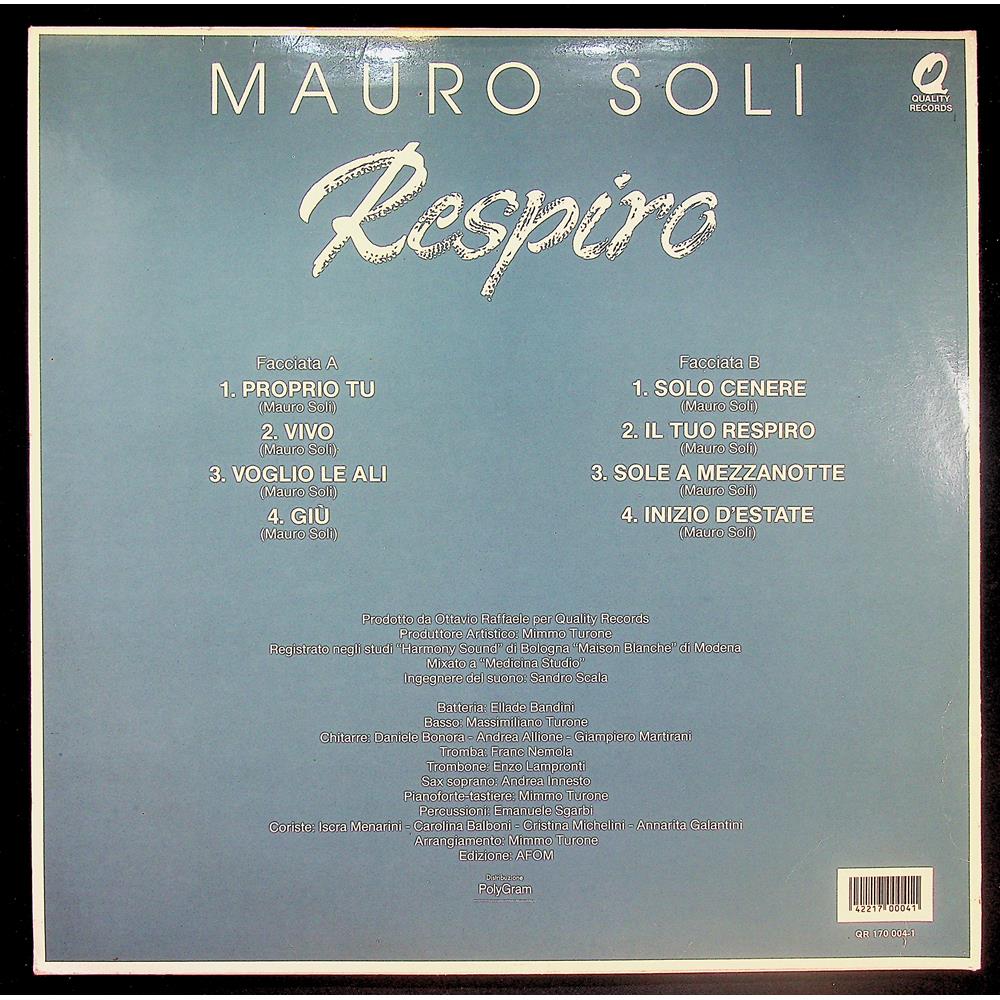 MAURO SOLI
Q
QUALITY
RECORDS
Respiro
Facciata A
1. PROPRIO TU
(Mauro Soli)
2. VIVO
(Mauro Soli)
3. VOGLIO LE ALI
(Mauro Soli)
4. GIÙ
(Mauro Soli)
Facciata B
1. SOLO CENERE
(Mauro Soli)
2. IL TUO RESPIRO
(Mauro Soli)
3. SOLE A MEZZANOTTE
(Mauro Soli)
4. INIZIO D'ESTATE
(Mauro Soli)
Prodotto da Ottavio Raffaele per Quality Records
Produttore Artistico: Mimmo Turone
Registrato negli studi "Harmony Sound" di Bologna "Maison Blanche" di Modena
Mixato a "Medicina Studio"
Ingegnere del suono: Sandro Scala
Batteria: Ellade Bandini
Basso: Massimiliano Turone
Chitarre: Daniele Bonora - Andrea Allione - Giampiero Martirani
Tromba: Franc Nemola
Trombone: Enzo Lampronti
Sax soprano: Andrea Innesto
Pianoforte-tastiere: Mimmo Turone
Percussioni: Emanuele Sgarbi
Coriste: Iscra Menarini - Carolina Balboni - Cristina Michelini - Annarita Galantini
Arrangiamento: Mimmo Turone
Edizione: AFOM
Distribuzione
PolyGram
42217 00041
QR 170 004-1